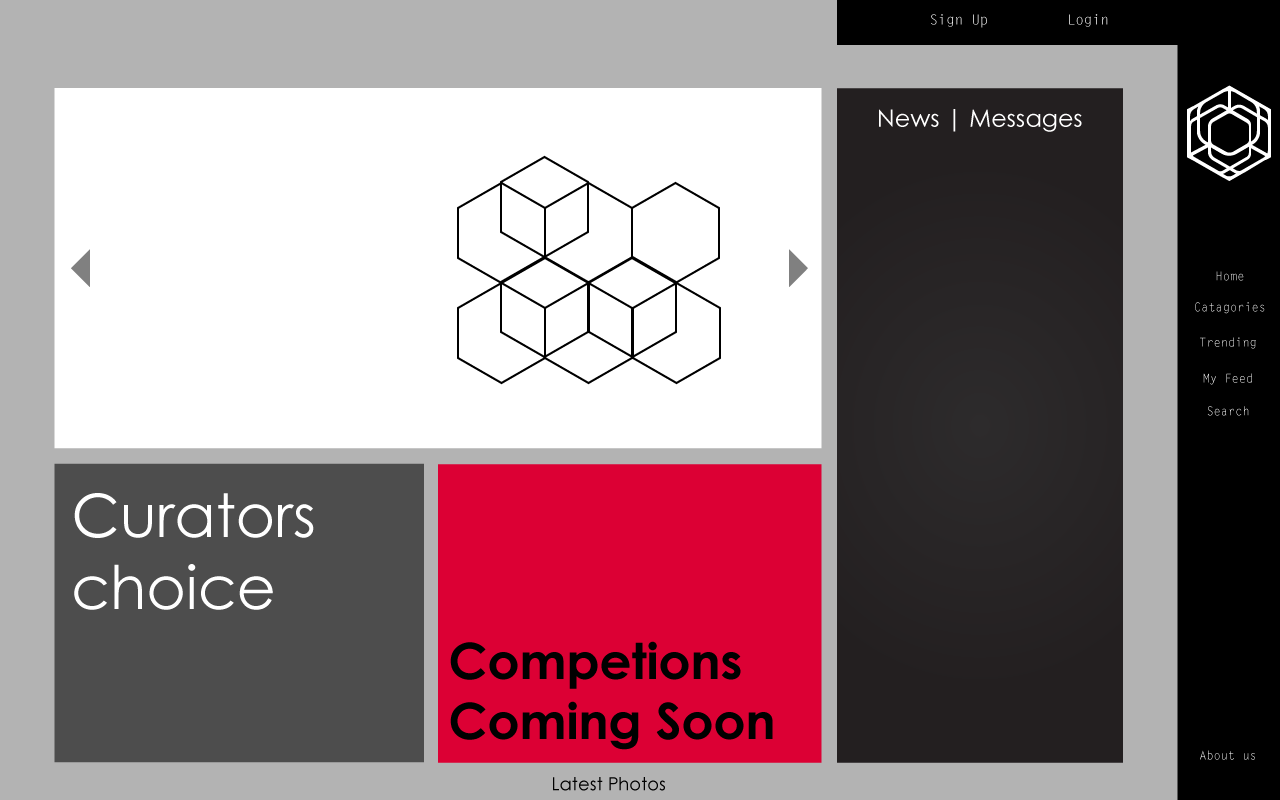 Sign Up
Login
News | Messages
Home
Catagories
Trending
My Feed
Search
Curators
choice
Competions
Coming Soon
About us
Latest Photos